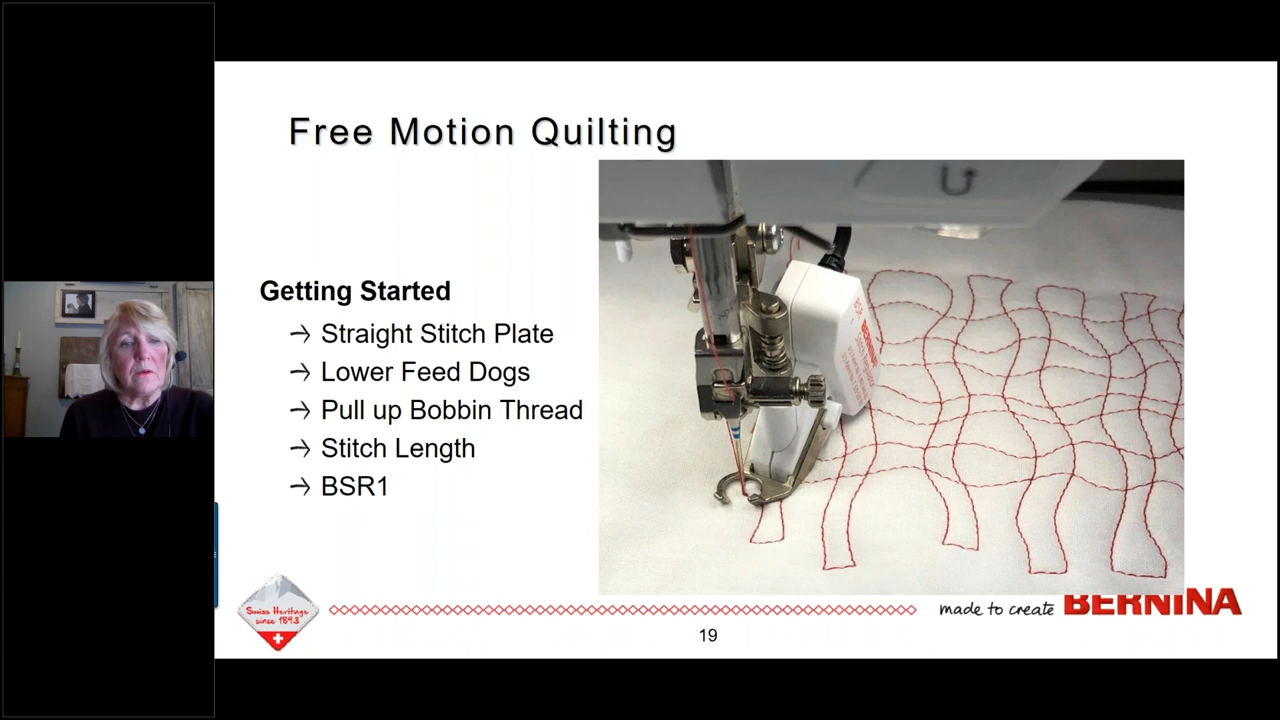 Free Motion Quilting
Getting Started
→ Straight Stitch Plate
→ Lower Feed Dogs
→ Pull up Bobbin Thread
→ Stitch Length
→ BSR1
BERNINA
Swiss Heritage
since 1893
made to create BERNINA
19